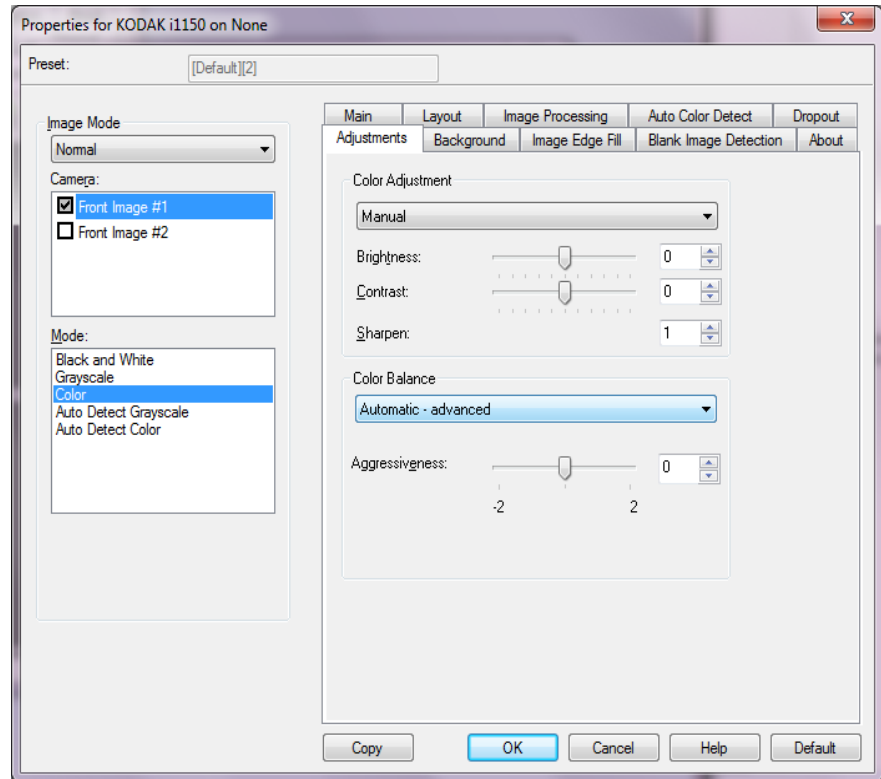 Properties for KODAK i1150 on None
Preset: [Default][2]
Image Mode
Normal
Camera:
Front Image #1
Front Image #2
Mode:
Black and White
Grayscale
Color
Auto Detect Grayscale
Auto Detect Color
Main Layout Image Processing Auto Color Detect Dropout
Adjustments Background Image Edge Fill Blank Image Detection About
Color Adjustment
Manual
Brightness: 0
Contrast: 0
Sharpen: 1
Color Balance
Automatic - advanced
Aggressiveness: 0
-2 2
Copy OK Cancel Help Default